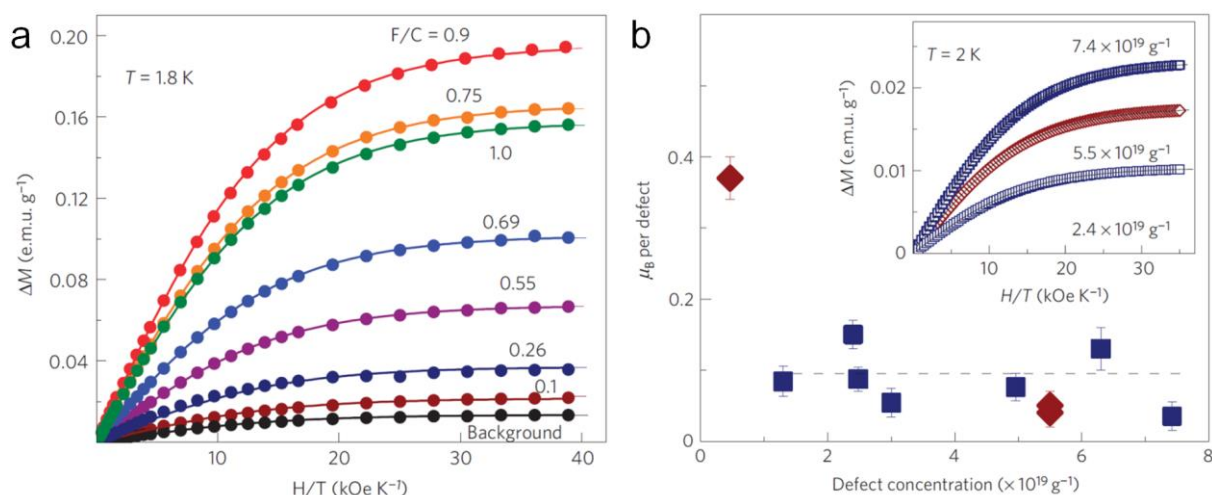 a
0.20
0.16
0.12
0.08
0.04
ΔM (e.m.u. g⁻¹)
T = 1.8 K
F/C = 0.9
0.75
1.0
0.69
0.55
0.26
0.1
Background
10 20 30 40
H/T (kOe K⁻¹)
b
0.4
0.2
0
μB per defect
0 2 4 6 8
Defect concentration (× 10¹⁹ g⁻¹)
T = 2 K
7.4 × 10¹⁹ g⁻¹
5.5 × 10¹⁹ g⁻¹
2.4 × 10¹⁹ g⁻¹
0.02
0.01
0
ΔM (e.m.u. g⁻¹)
10 20 30
H/T (kOe K⁻¹)